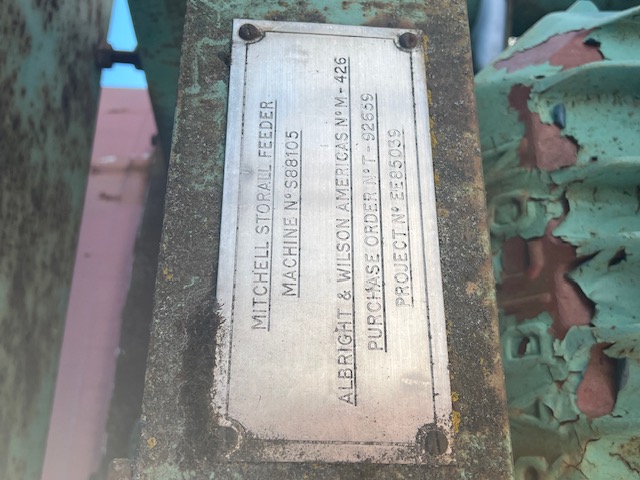 MITCHELL STORALL FEEDER
MACHINE Nº S88105
ALBRIGHT & WILSON AMERICAS Nº M-426
PURCHASE ORDER Nº T-92659
PROJECT Nº EE85039